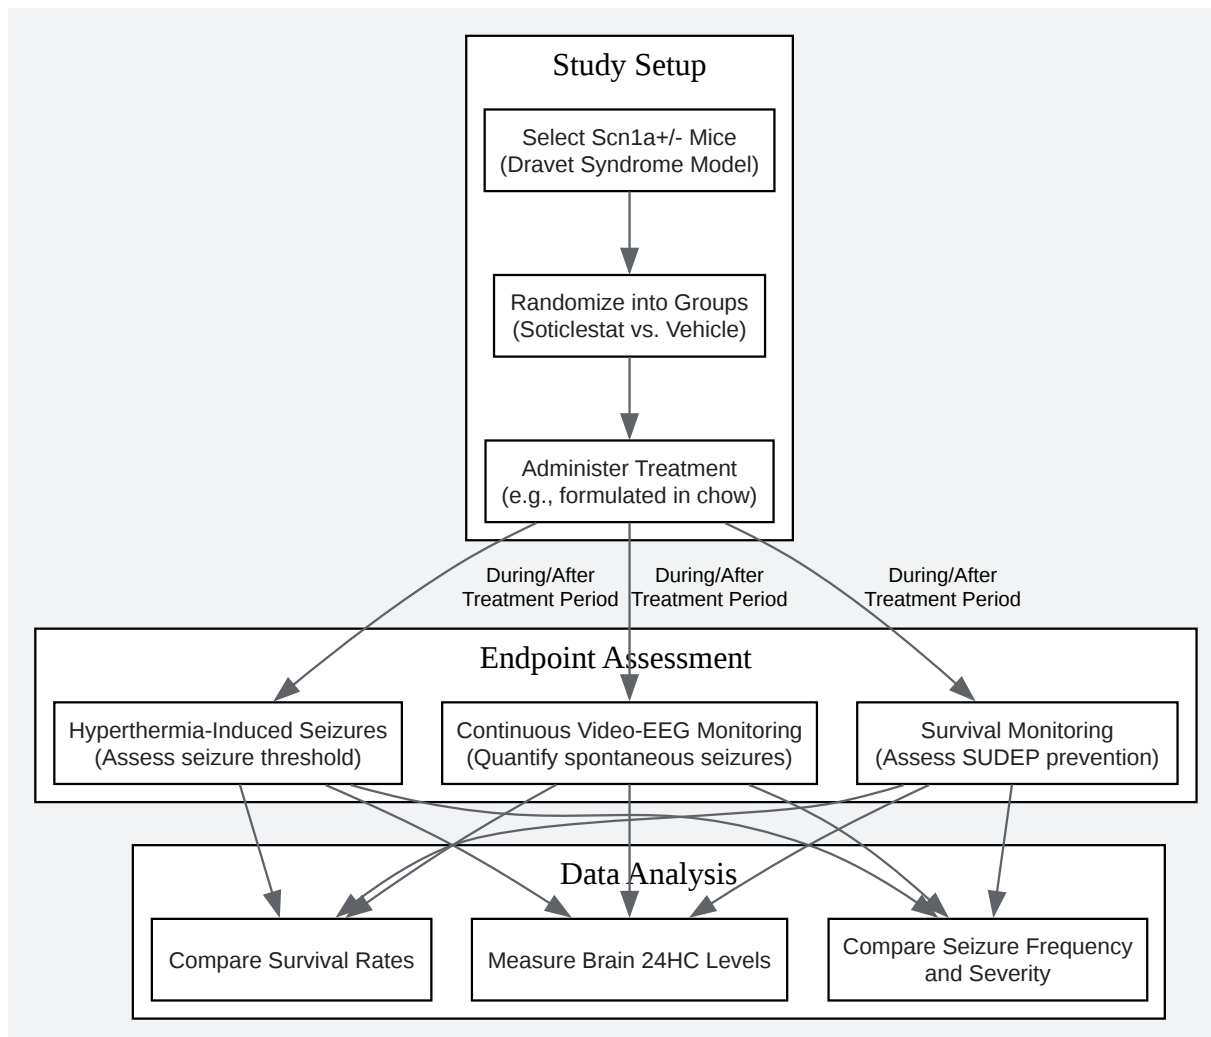 Study Setup
Select Scn1a+/- Mice
(Dravet Syndrome Model)
Randomize into Groups
(Soticlestat vs. Vehicle)
Administer Treatment
(e.g., formulated in chow)
During/After
Treatment Period
During/After
Treatment Period
During/After
Treatment Period
Endpoint Assessment
Hyperthermia-Induced Seizures
(Assess seizure threshold)
Continuous Video-EEG Monitoring
(Quantify spontaneous seizures)
Survival Monitoring
(Assess SUDEP prevention)
Data Analysis
Compare Survival Rates
Measure Brain 24HC Levels
Compare Seizure Frequency
and Severity